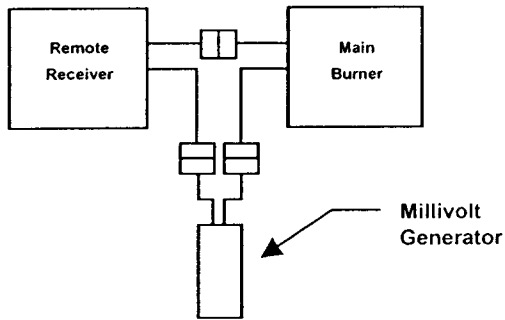 Remote
Receiver
Main
Burner
Millivolt
Generator